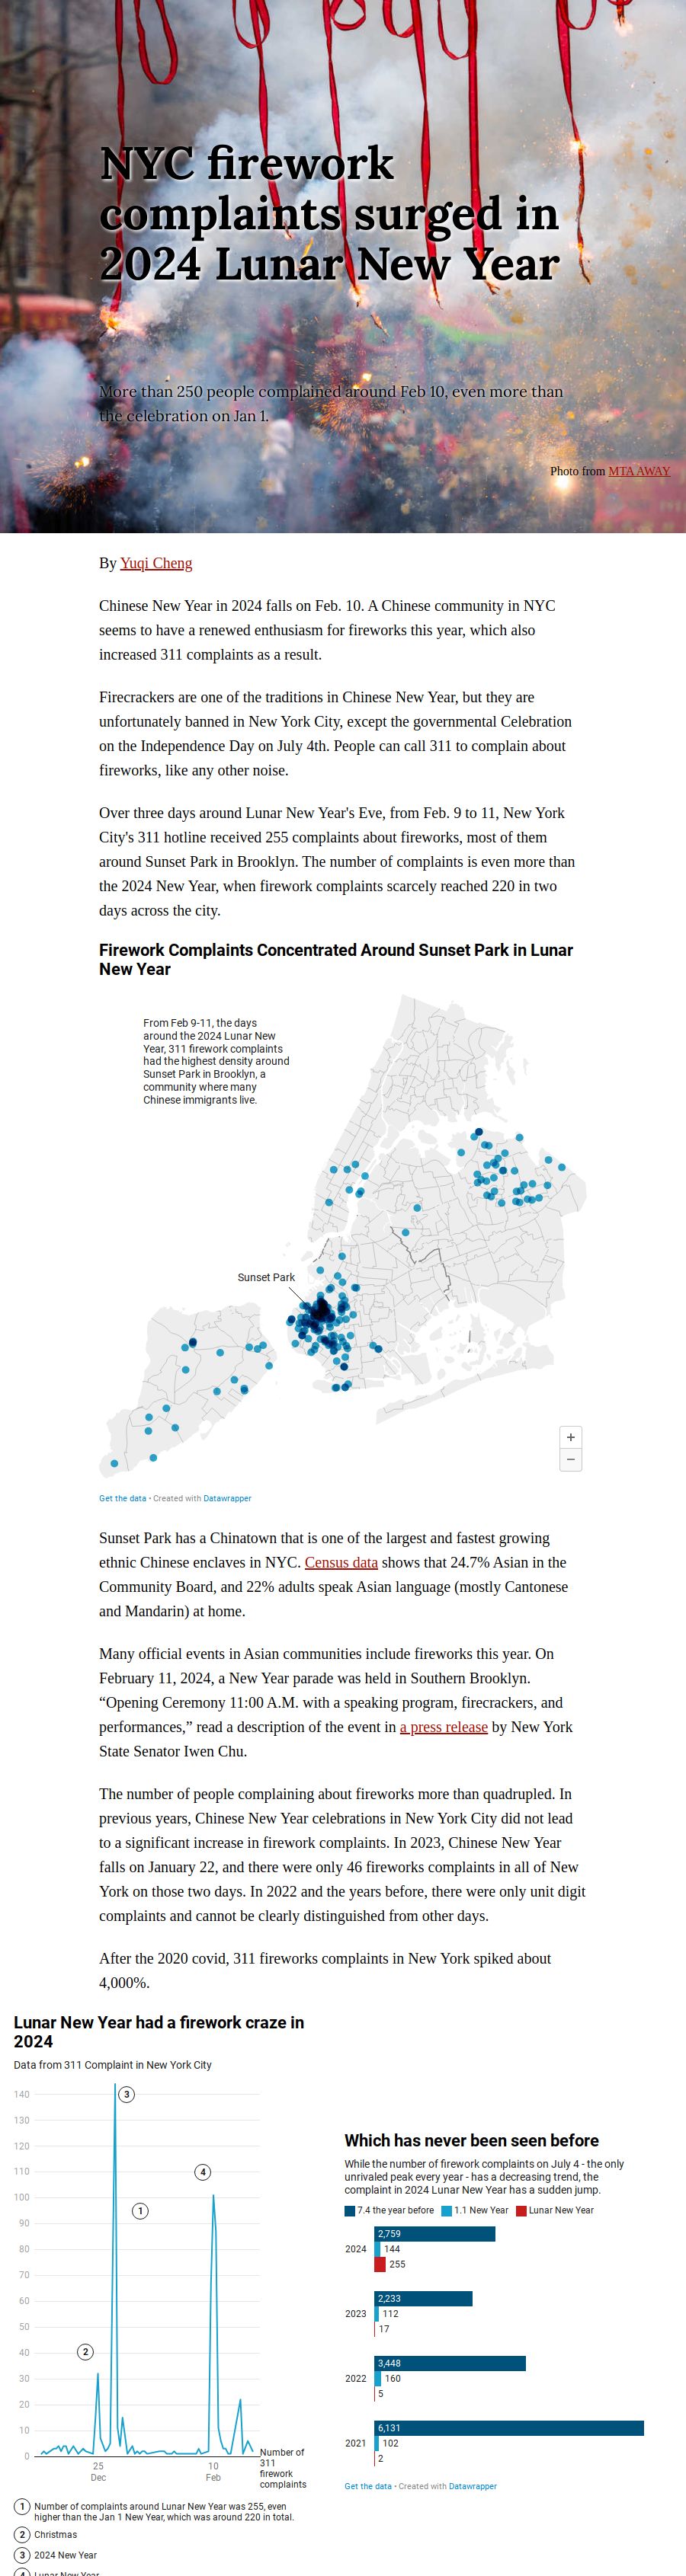 NYC firework
complaints surged in
2024 Lunar New Year
More than 250 people complained around Feb 10, even more than
the celebration on Jan 1.
Photo from MTA AWAY
By Yuqi Cheng
Chinese New Year in 2024 falls on Feb. 10. A Chinese community in NYC
seems to have a renewed enthusiasm for fireworks this year, which also
increased 311 complaints as a result.
Firecrackers are one of the traditions in Chinese New Year, but they are
unfortunately banned in New York City, except the governmental Celebration
on the Independence Day on July 4th. People can call 311 to complain about
fireworks, like any other noise.
Over three days around Lunar New Year's Eve, from Feb. 9 to 11, New York
City's 311 hotline received 255 complaints about fireworks, most of them
around Sunset Park in Brooklyn. The number of complaints is even more than
the 2024 New Year, when firework complaints scarcely reached 220 in two
days across the city.
Firework Complaints Concentrated Around Sunset Park in Lunar
New Year
From Feb 9-11, the days
around the 2024 Lunar New
Year, 311 firework complaints
had the highest density around
Sunset Park in Brooklyn, a
community where many
Chinese immigrants live.
Sunset Park
+
−
Get the data • Created with Datawrapper
Sunset Park has a Chinatown that is one of the largest and fastest growing
ethnic Chinese enclaves in NYC. Census data shows that 24.7% Asian in the
Community Board, and 22% adults speak Asian language (mostly Cantonese
and Mandarin) at home.
Many official events in Asian communities include fireworks this year. On
February 11, 2024, a New Year parade was held in Southern Brooklyn.
“Opening Ceremony 11:00 A.M. with a speaking program, firecrackers, and
performances,” read a description of the event in a press release by New York
State Senator Iwen Chu.
The number of people complaining about fireworks more than quadrupled. In
previous years, Chinese New Year celebrations in New York City did not lead
to a significant increase in firework complaints. In 2023, Chinese New Year
falls on January 22, and there were only 46 fireworks complaints in all of New
York on those two days. In 2022 and the years before, there were only unit digit
complaints and cannot be clearly distinguished from other days.
After the 2020 covid, 311 fireworks complaints in New York spiked about
4,000%.
Lunar New Year had a firework craze in
2024
Data from 311 Complaint in New York City
140
130
120
110
100
90
80
70
60
50
40
30
20
10
0
3
4
1
2
25
Dec
10
Feb
Number of
311
firework
complaints
1 Number of complaints around Lunar New Year was 255, even
higher than the Jan 1 New Year, which was around 220 in total.
2 Christmas
3 2024 New Year
4 Lunar New Year
Which has never been seen before
While the number of firework complaints on July 4 - the only
unrivaled peak every year - has a decreasing trend, the
complaint in 2024 Lunar New Year has a sudden jump.
7.4 the year before 1.1 New Year Lunar New Year
2024
2,759
144
255
2023
2,233
112
17
2022
3,448
160
5
2021
6,131
102
2
Get the data • Created with Datawrapper